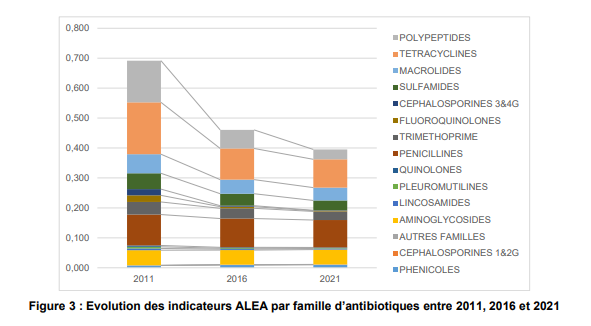 0,800
0,700
0,600
0,500
0,400
0,300
0,200
0,100
0,000
2011 2016 2021
POLYPEPTIDES
TETRACYCLINES
MACROLIDES
SULFAMIDES
CEPHALOSPORINES 3&4G
FLUOROQUINOLONES
TRIMETHOPRIME
PENICILLINES
QUINOLONES
PLEUROMUTILINES
LINCOSAMIDES
AMINOGLYCOSIDES
AUTRES FAMILLES
CEPHALOSPORINES 1&2G
PHENICOLES
Figure 3 : Evolution des indicateurs ALEA par famille d’antibiotiques entre 2011, 2016 et 2021